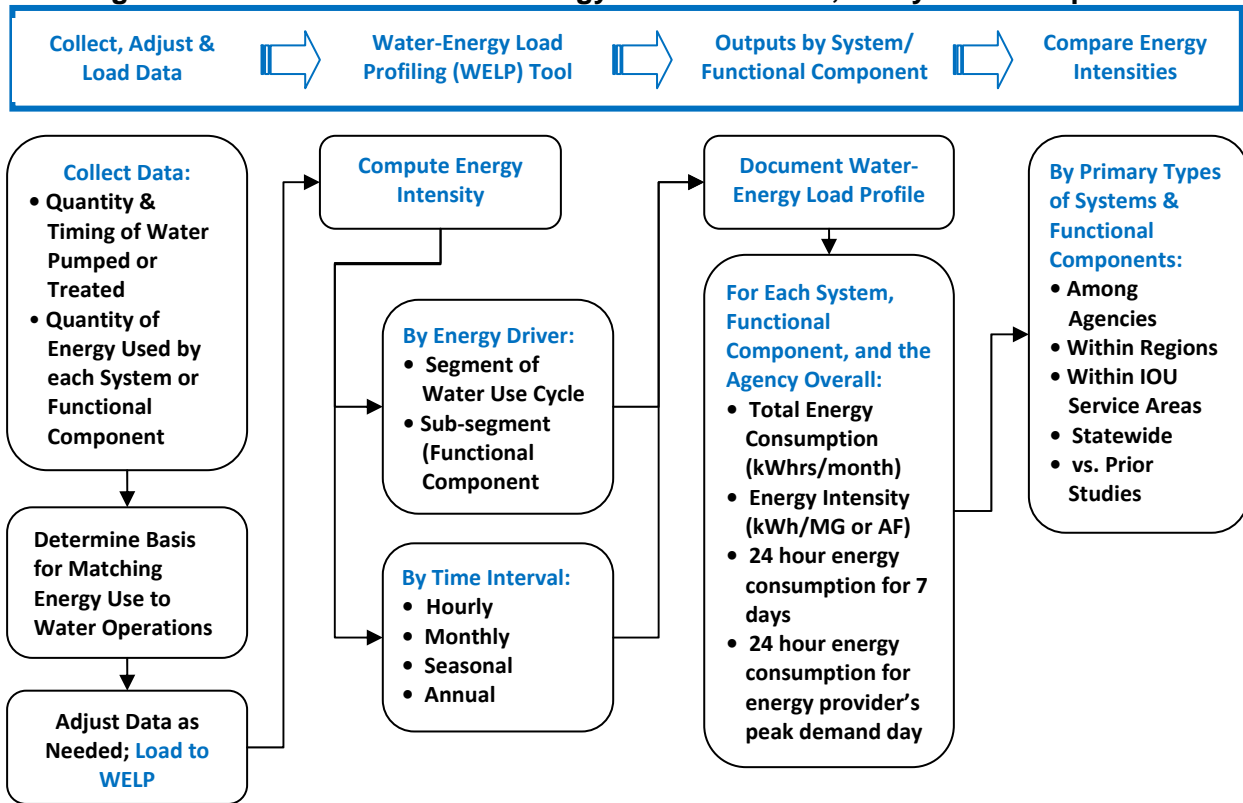 Collect, Adjust &
Load Data
Water-Energy Load
Profiling (WELP) Tool
Outputs by System/
Functional Component
Compare Energy
Intensities
Collect Data:
• Quantity &
Timing of Water
Pumped or
Treated
• Quantity of
Energy Used by
each System or
Functional
Component
Determine Basis
for Matching
Energy Use to
Water Operations
Adjust Data as
Needed; Load to
WELP
Compute Energy
Intensity
By Energy Driver:
• Segment of
Water Use Cycle
• Sub-segment
(Functional
Component
By Time Interval:
• Hourly
• Monthly
• Seasonal
• Annual
Document Water-
Energy Load Profile
For Each System,
Functional
Component, and the
Agency Overall:
• Total Energy
Consumption
(kWhrs/month)
• Energy Intensity
(kWh/MG or AF)
• 24 hour energy
consumption for 7
days
• 24 hour energy
consumption for
energy provider's
peak demand day
By Primary Types
of Systems &
Functional
Components:
• Among
Agencies
• Within Regions
• Within IOU
Service Areas
• Statewide
• vs. Prior
Studies